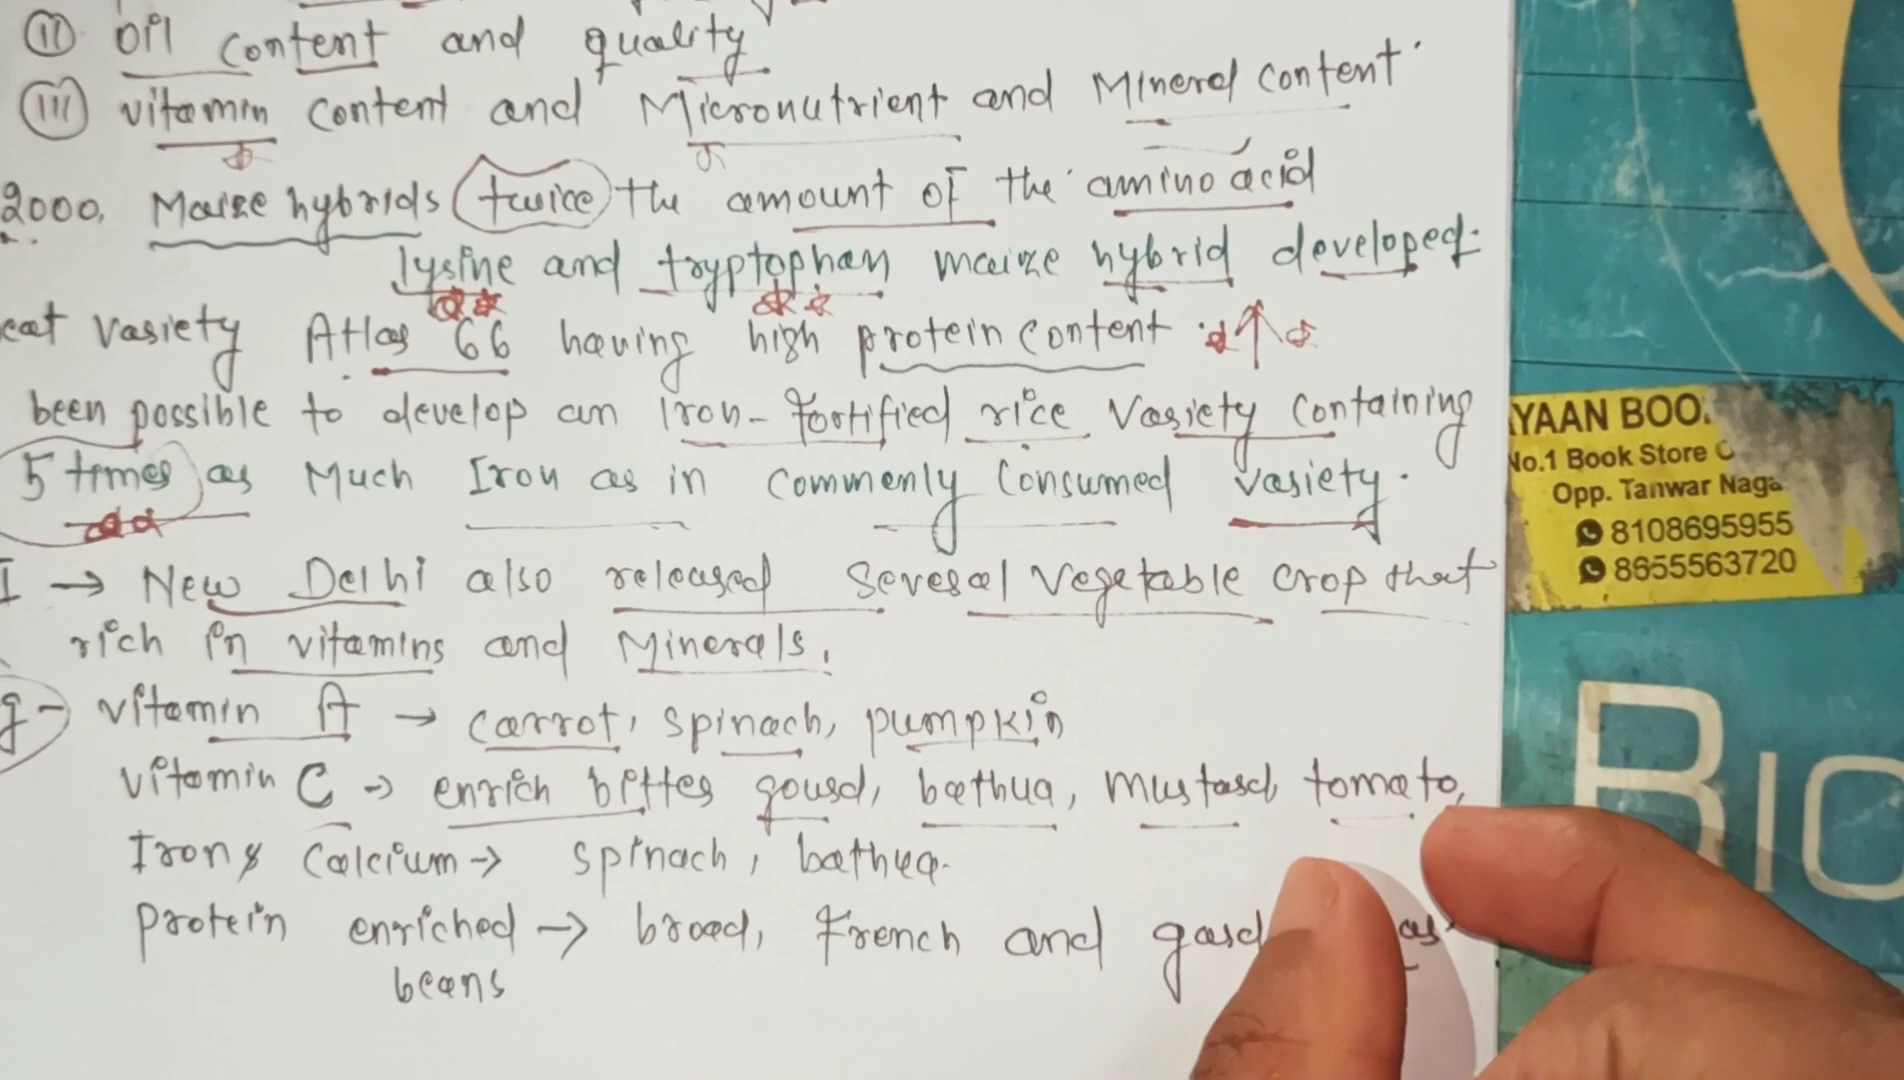 (II) Oil content and quality
(III) vitamin content and Micronutrient and Mineral content.
2000, Maize hybrids twice the amount of the amino acid
lysine and tryptophan maize hybrid developed.
eat variety Atlas 66 having high protein content
been possible to develop an Iron-fortified rice variety containing
5 times as Much Iron as in commenly consumed variety.
I → New Delhi also released several vegetable crop that
rich in vitamins and Minerals.
g- vitamin A → carrot, spinach, pumpkin
vitamin C → enrich bitter gourd, bathua, mustard, tomato,
Iron & Calcium → spinach, bathua.
Protein enriched → broad, french and gard
as
beans
YAAN BOO
No.1 Book Store
Opp. Tanwar Naga
8108695955
8655563720
BIO